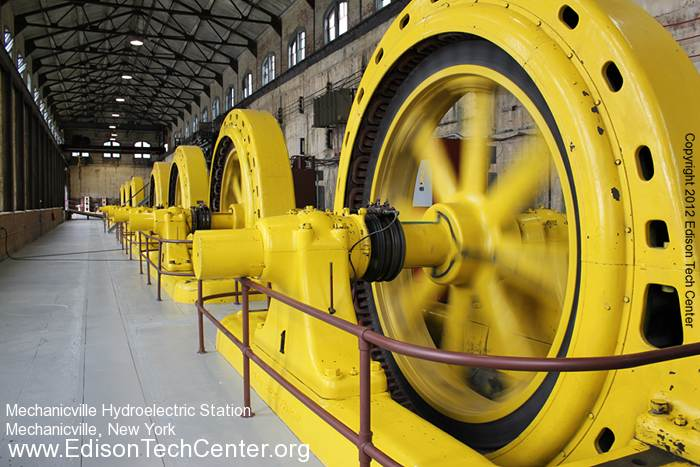 Copyright 2012 Edison Tech Center
Mechanicville Hydroelectric Station
Mechanicville, New York
www.EdisonTechCenter.org